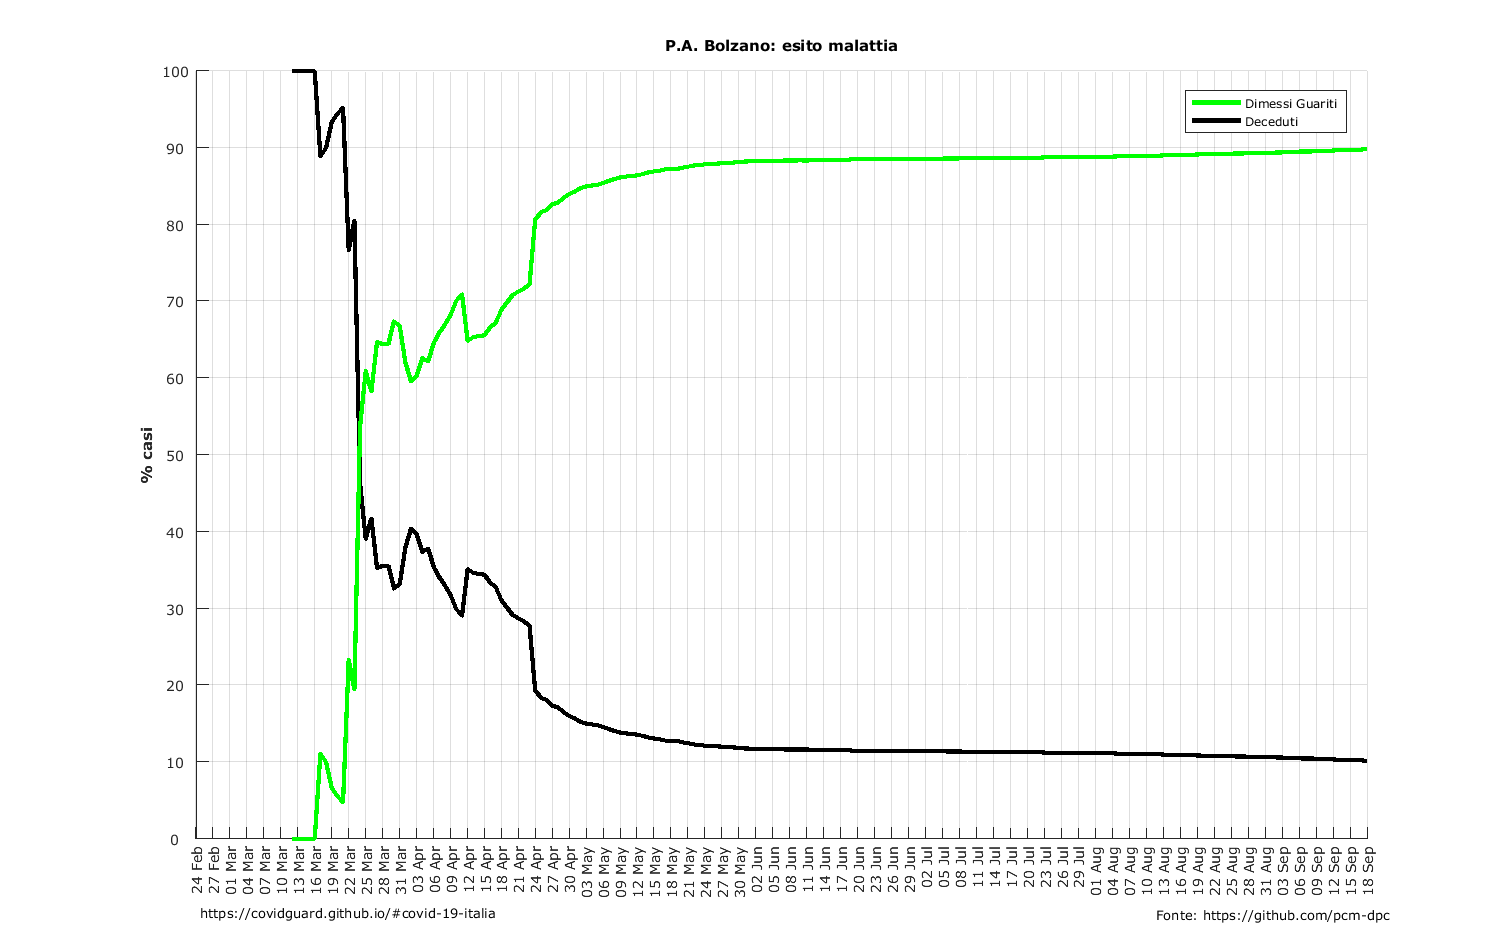 P.A. Bolzano: esito malattia
Dimessi Guariti
Deceduti
% casi
100
90
80
70
60
50
40
30
20
10
0
24 Feb
27 Feb
01 Mar
04 Mar
07 Mar
10 Mar
13 Mar
16 Mar
19 Mar
22 Mar
25 Mar
28 Mar
31 Mar
03 Apr
06 Apr
09 Apr
12 Apr
15 Apr
18 Apr
21 Apr
24 Apr
27 Apr
30 Apr
03 May
06 May
09 May
12 May
15 May
18 May
21 May
24 May
27 May
30 May
02 Jun
05 Jun
08 Jun
11 Jun
14 Jun
17 Jun
20 Jun
23 Jun
26 Jun
29 Jun
02 Jul
05 Jul
08 Jul
11 Jul
14 Jul
17 Jul
20 Jul
23 Jul
26 Jul
29 Jul
01 Aug
04 Aug
07 Aug
10 Aug
13 Aug
16 Aug
19 Aug
22 Aug
25 Aug
28 Aug
31 Aug
03 Sep
06 Sep
09 Sep
12 Sep
15 Sep
18 Sep
https://covidguard.github.io/#covid-19-italia
Fonte: https://github.com/pcm-dpc